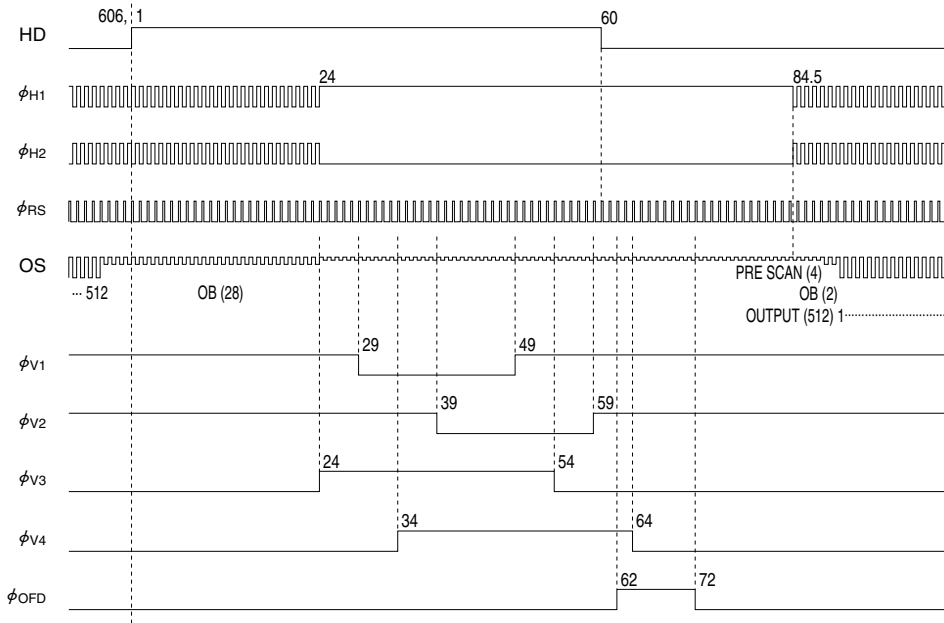 606, 1 60
HD
24 84.5
ϕH1
ϕH2
ϕRS
OS
PRE SCAN (4)
··· 512 OB (28) OB (2)
OUTPUT (512) 1
29 49
ϕV1
39 59
ϕV2
24 54
ϕV3
34 64
ϕV4
62 72
ϕOFD